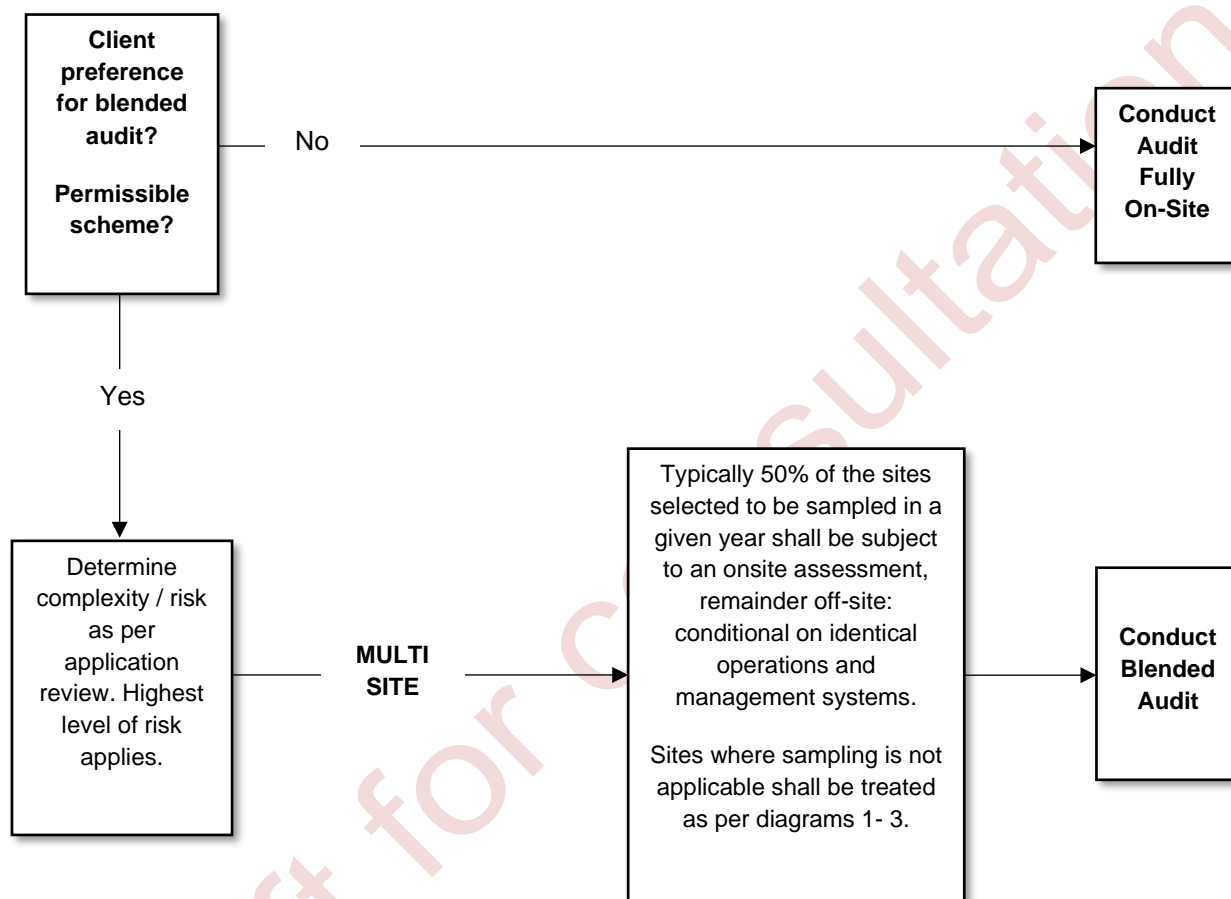 Client
preference
for blended
audit?
Permissible
scheme?
No
Conduct
Audit
Fully
On-Site
Yes
Determine
complexity / risk
as per
application
review. Highest
level of risk
applies.
MULTI
SITE
Typically 50% of the sites
selected to be sampled in a
given year shall be subject
to an onsite assessment,
remainder off-site:
conditional on identical
operations and
management systems.
Sites where sampling is not
applicable shall be treated
as per diagrams 1- 3.
Conduct
Blended
Audit